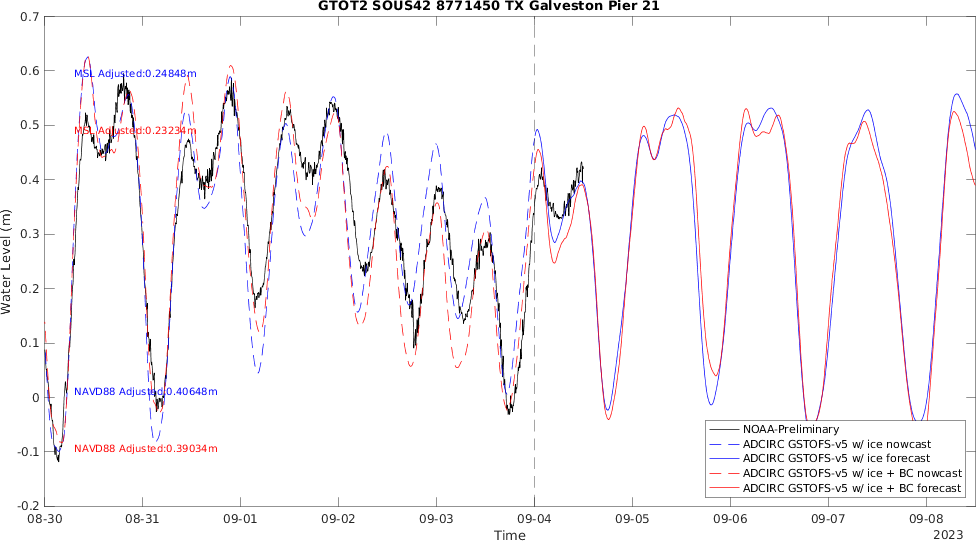 GTOT2 SOUS42 8771450 TX Galveston Pier 21
0.7
0.6
0.5
0.4
0.3
0.2
0.1
0
-0.1
-0.2
Water Level (m)
MSL Adjusted:0.24848m
MSL Adjusted:0.23234m
NAVD88 Adjusted:0.40648m
NAVD88 Adjusted:0.39034m
NOAA-Preliminary
ADCIRC GSTOFS-v5 w/ ice nowcast
ADCIRC GSTOFS-v5 w/ ice forecast
ADCIRC GSTOFS-v5 w/ ice + BC nowcast
ADCIRC GSTOFS-v5 w/ ice + BC forecast
08-30 08-31 09-01 09-02 09-03 09-04 09-05 09-06 09-07 09-08
Time
2023